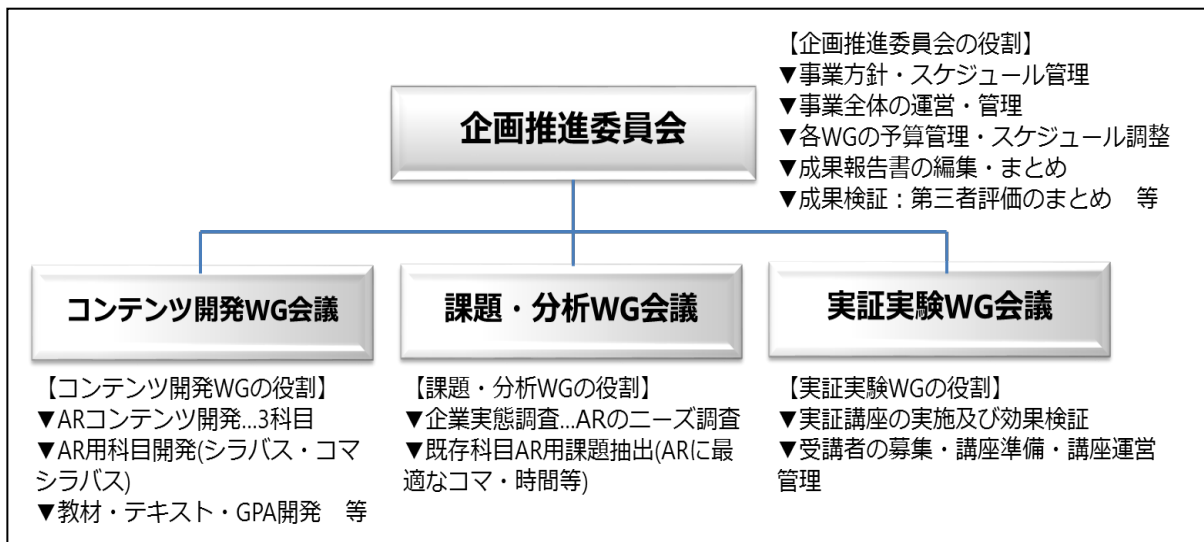 【企画推進委員会の役割】
▼事業方針・スケジュール管理
▼事業全体の運営・管理
▼各WGの予算管理・スケジュール調整
▼成果報告書の編集・まとめ
▼成果検証：第三者評価のまとめ　等
企画推進委員会
コンテンツ開発WG会議
【コンテンツ開発WGの役割】
▼ARコンテンツ開発…3科目
▼AR用科目開発(シラバス・コマ
シラバス)
▼教材・テキスト・GPA開発　等
課題・分析WG会議
【課題・分析WGの役割】
▼企業実態調査…ARのニーズ調査
▼既存科目AR用課題抽出(ARに最
適なコマ・時間等)
実証実験WG会議
【実証実験WGの役割】
▼実証講座の実施及び効果検証
▼受講者の募集・講座準備・講座運営
管理